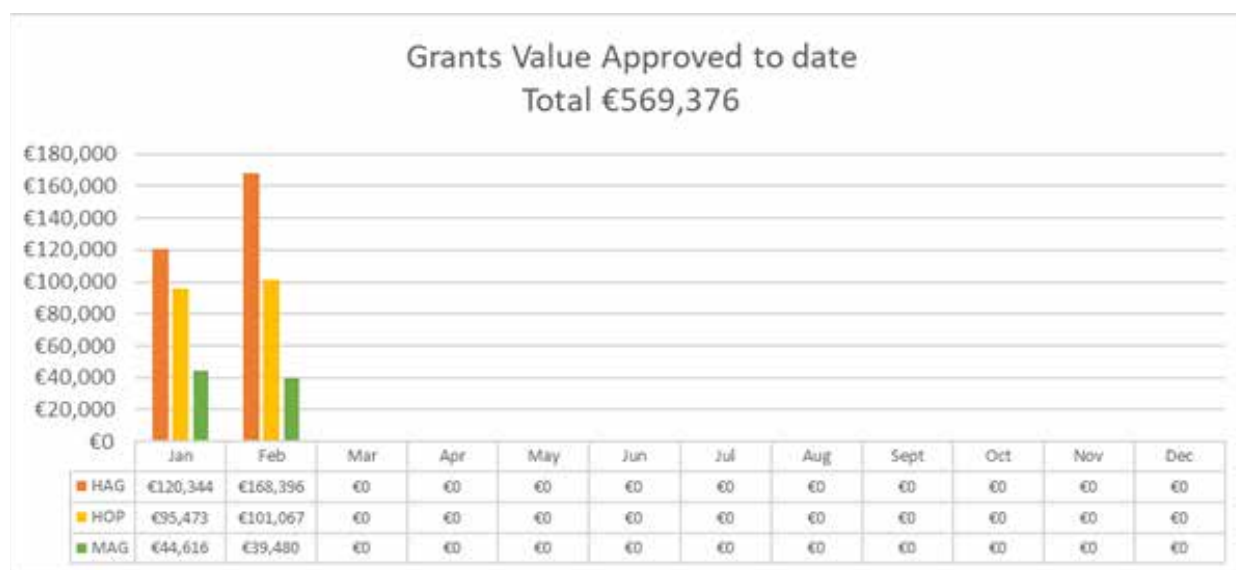 Grants Value Approved to date
Total €569,376
€180,000
€160,000
€140,000
€120,000
€100,000
€80,000
€60,000
€40,000
€20,000
€0
Jan Feb Mar Apr May Jun Jul Aug Sept Oct Nov Dec
HAG €120,344 €168,396 €0 €0 €0 €0 €0 €0 €0 €0 €0 €0
HOP €95,473 €101,067 €0 €0 €0 €0 €0 €0 €0 €0 €0 €0
MAG €44,616 €39,480 €0 €0 €0 €0 €0 €0 €0 €0 €0 €0